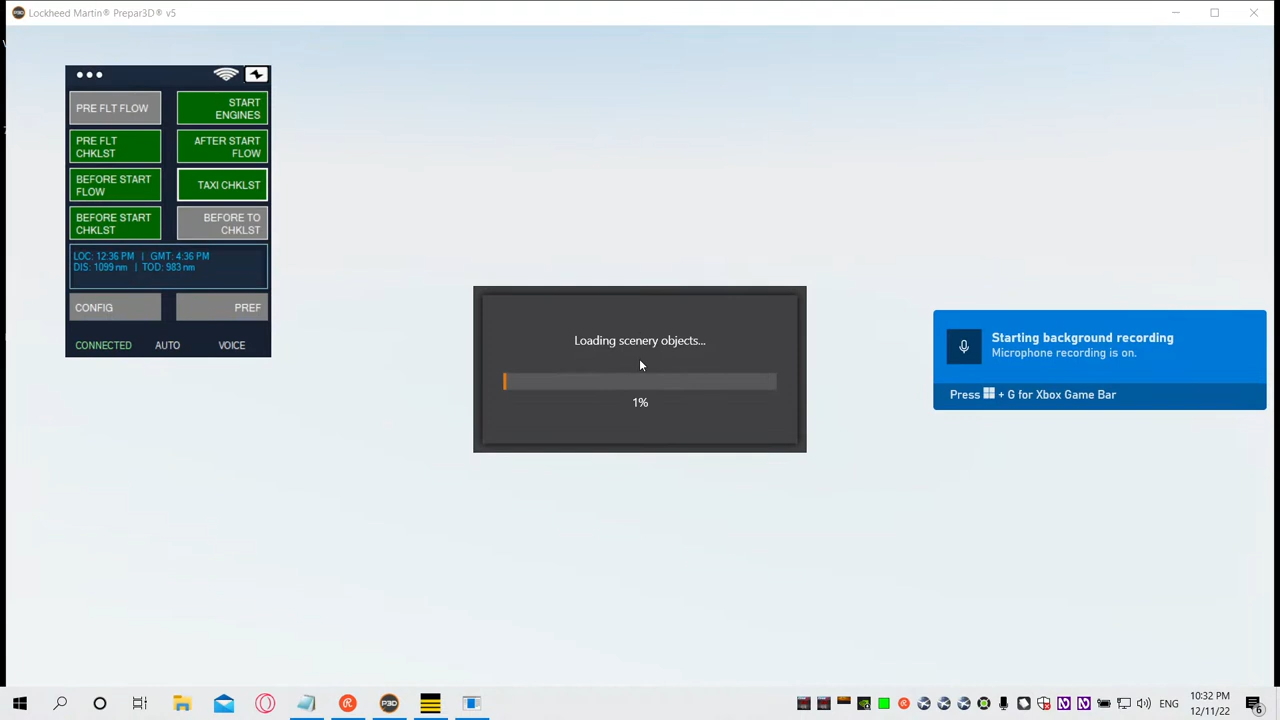 Lockheed Martin® Prepar3D® v5
PRE FLT FLOW
START
ENGINES
PRE FLT
CHKLST
AFTER START
FLOW
BEFORE START
FLOW
TAXI CHKLST
BEFORE START
CHKLST
BEFORE TO
CHKLST
LOC: 12:36 PM | GMT: 4:36 PM
DIS: 1099 nm | TOD: 983 nm
CONFIG
PREF
CONNECTED
AUTO
VOICE
Loading scenery objects...
1%
Starting background recording
Microphone recording is on.
Press + G for Xbox Game Bar
P3D
ENG
10:32 PM
12/11/22
6